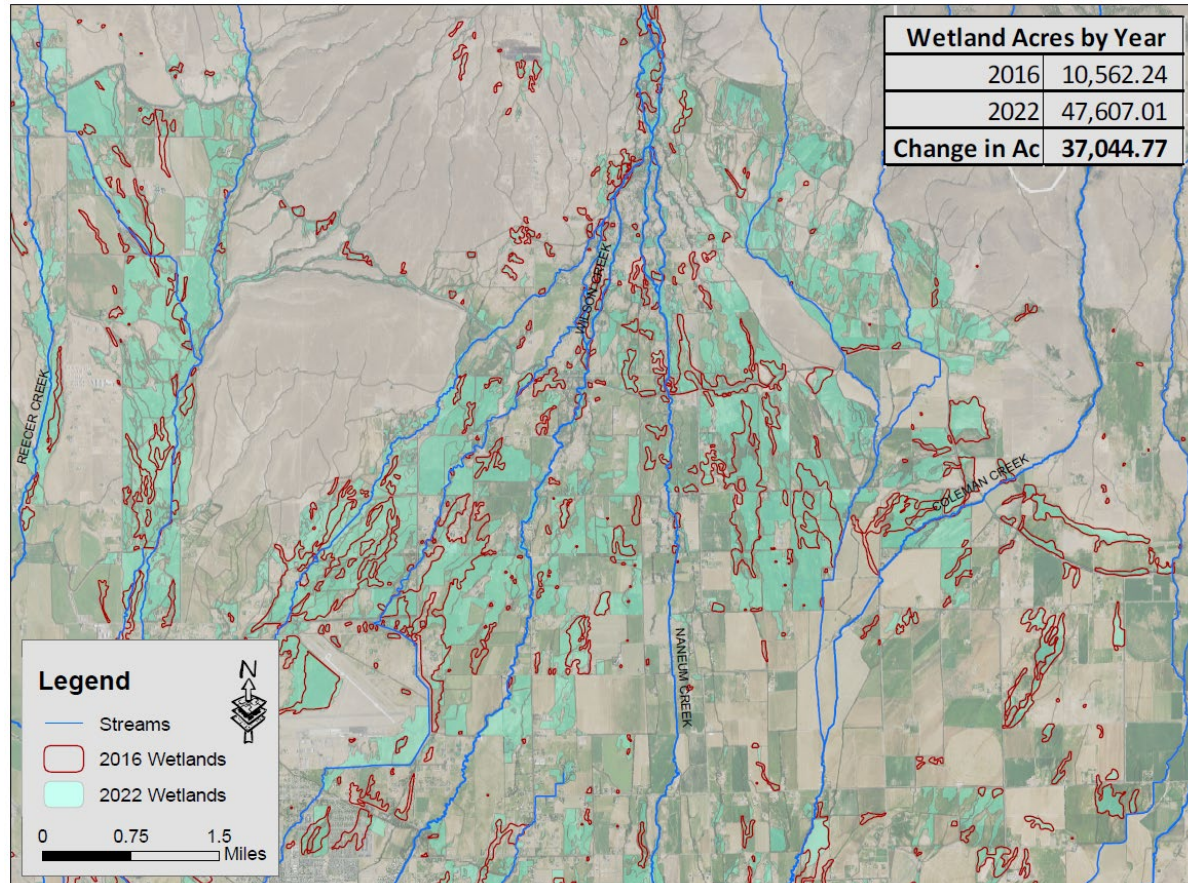 Wetland Acres by Year
2016 10,562.24
2022 47,607.01
Change in Ac 37,044.77
WILSON CREEK
REECER CREEK
COLEMAN CREEK
NANEUM CREEK
Legend
N
Streams
2016 Wetlands
2022 Wetlands
0 0.75 1.5
Miles